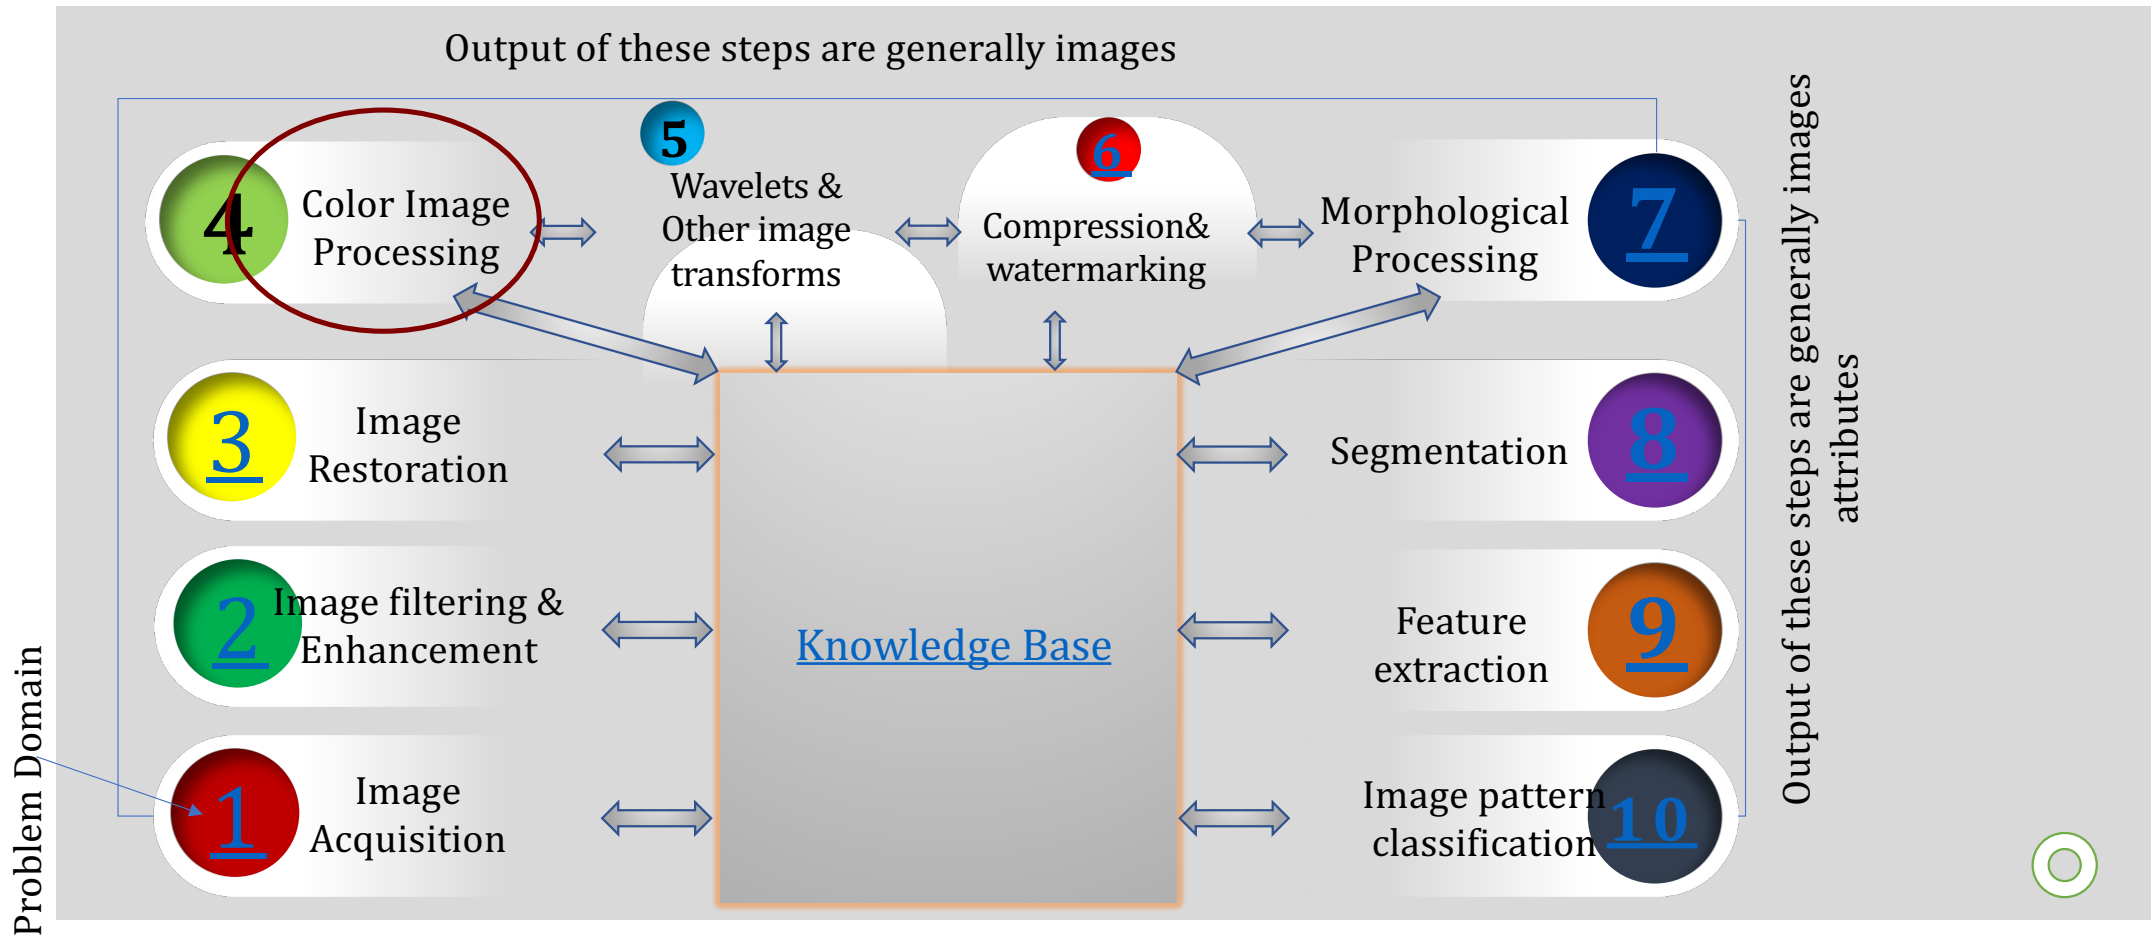 Output of these steps are generally images
4
Color Image
Processing
5
Wavelets &
Other image
transforms
6
Compression&
watermarking
Morphological
Processing
7
3
Image
Restoration
Segmentation
8
2
Image filtering &
Enhancement
Knowledge Base
Feature
extraction
9
1
Image
Acquisition
Image pattern
classification
10
Problem Domain
Output of these steps are generally images
attributes